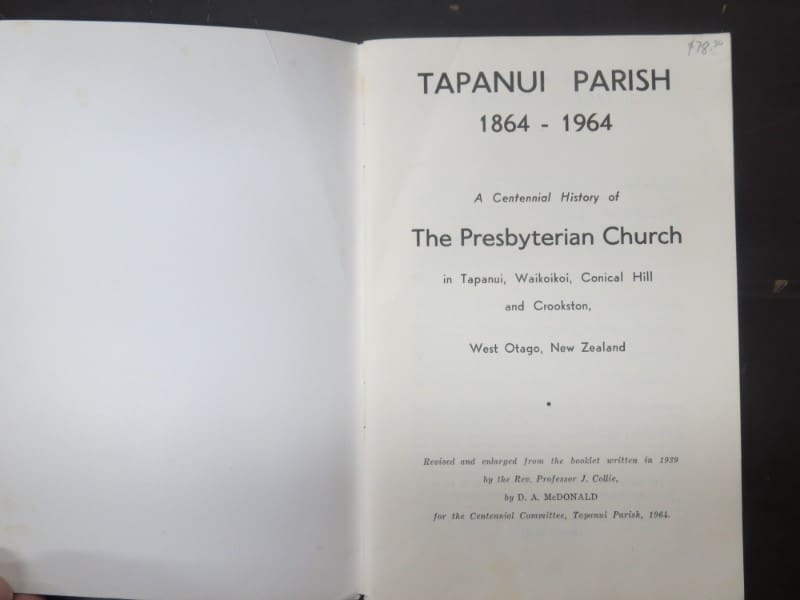 $78.00
TAPANUI PARISH
1864 - 1964
A Centennial History of
The Presbyterian Church
in Tapanui, Waikoikoi, Conical Hill
and Crookston,
West Otago, New Zealand
Revised and enlarged from the booklet written in 1939
by the Rev. Professor J. Collie,
by D. A. McDONALD
for the Centennial Committee, Tapanui Parish, 1964.